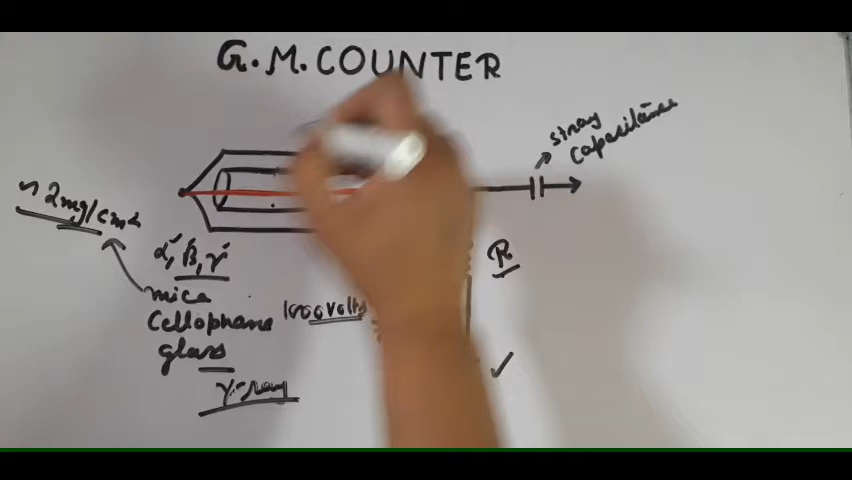 G.M. COUNTER
stray
Capacitance
~ 2mg/cm2
α, β, γ
R
mica
Cellophane
glass
1000 volts
γ-ray